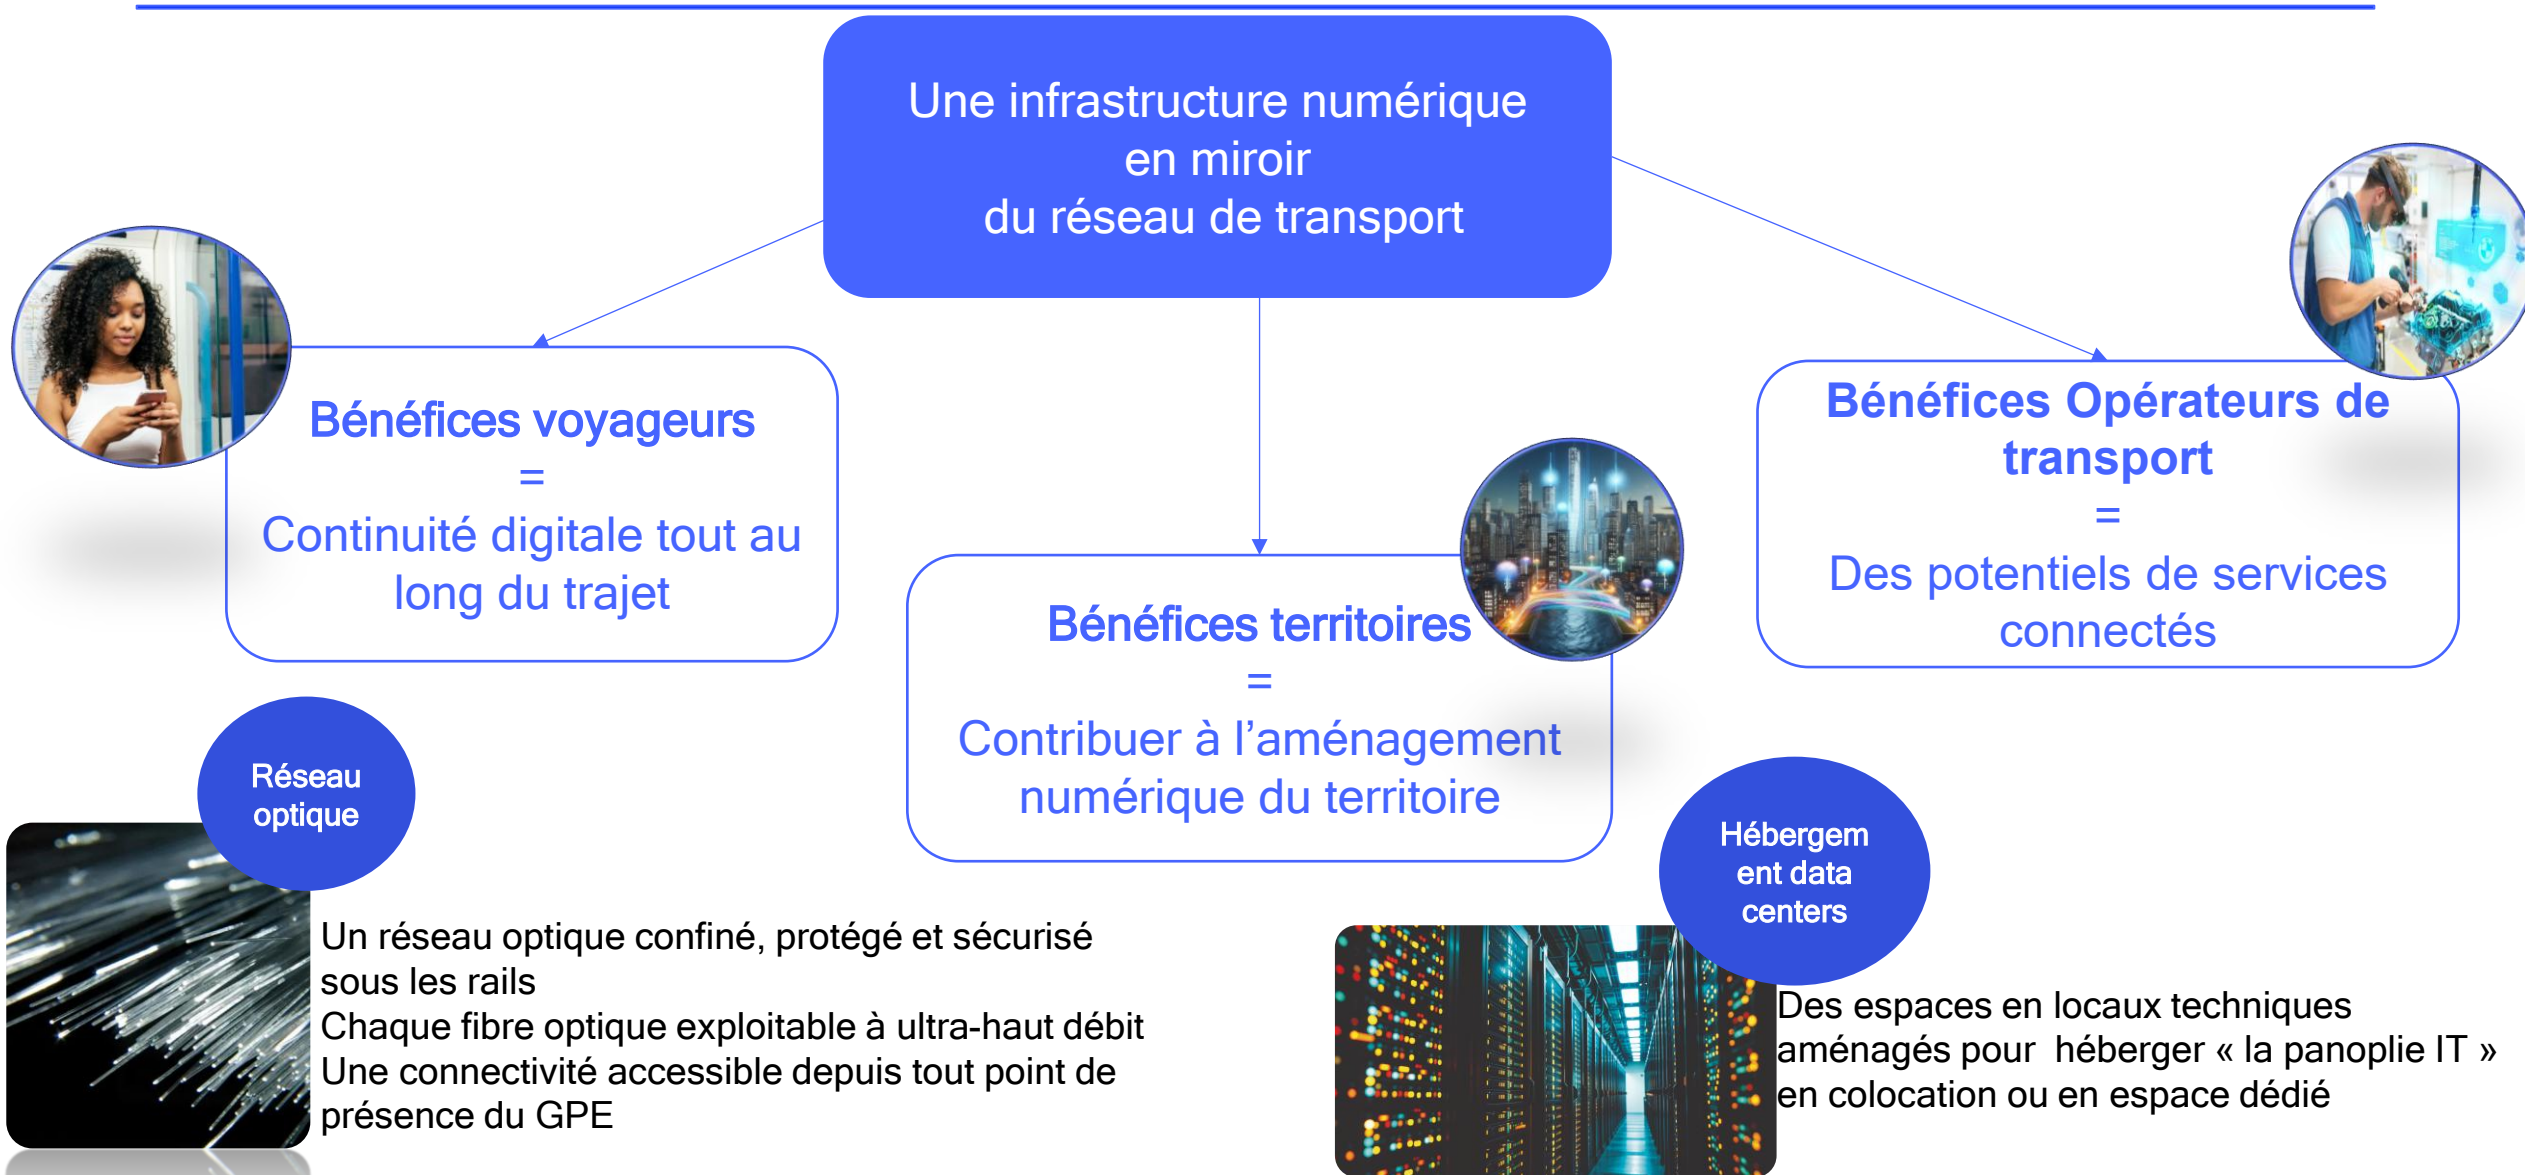 Une infrastructure numérique
en miroir
du réseau de transport
Bénéfices voyageurs
=
Continuité digitale tout au
long du trajet
Bénéfices territoires
=
Contribuer à l’aménagement
numérique du territoire
Bénéfices Opérateurs de
transport
=
Des potentiels de services
connectés
Réseau
optique
Un réseau optique confiné, protégé et sécurisé
sous les rails
Chaque fibre optique exploitable à ultra-haut débit
Une connectivité accessible depuis tout point de
présence du GPE
Hébergem
ent data
centers
Des espaces en locaux techniques
aménagés pour  héberger « la panoplie IT »
en colocation ou en espace dédié